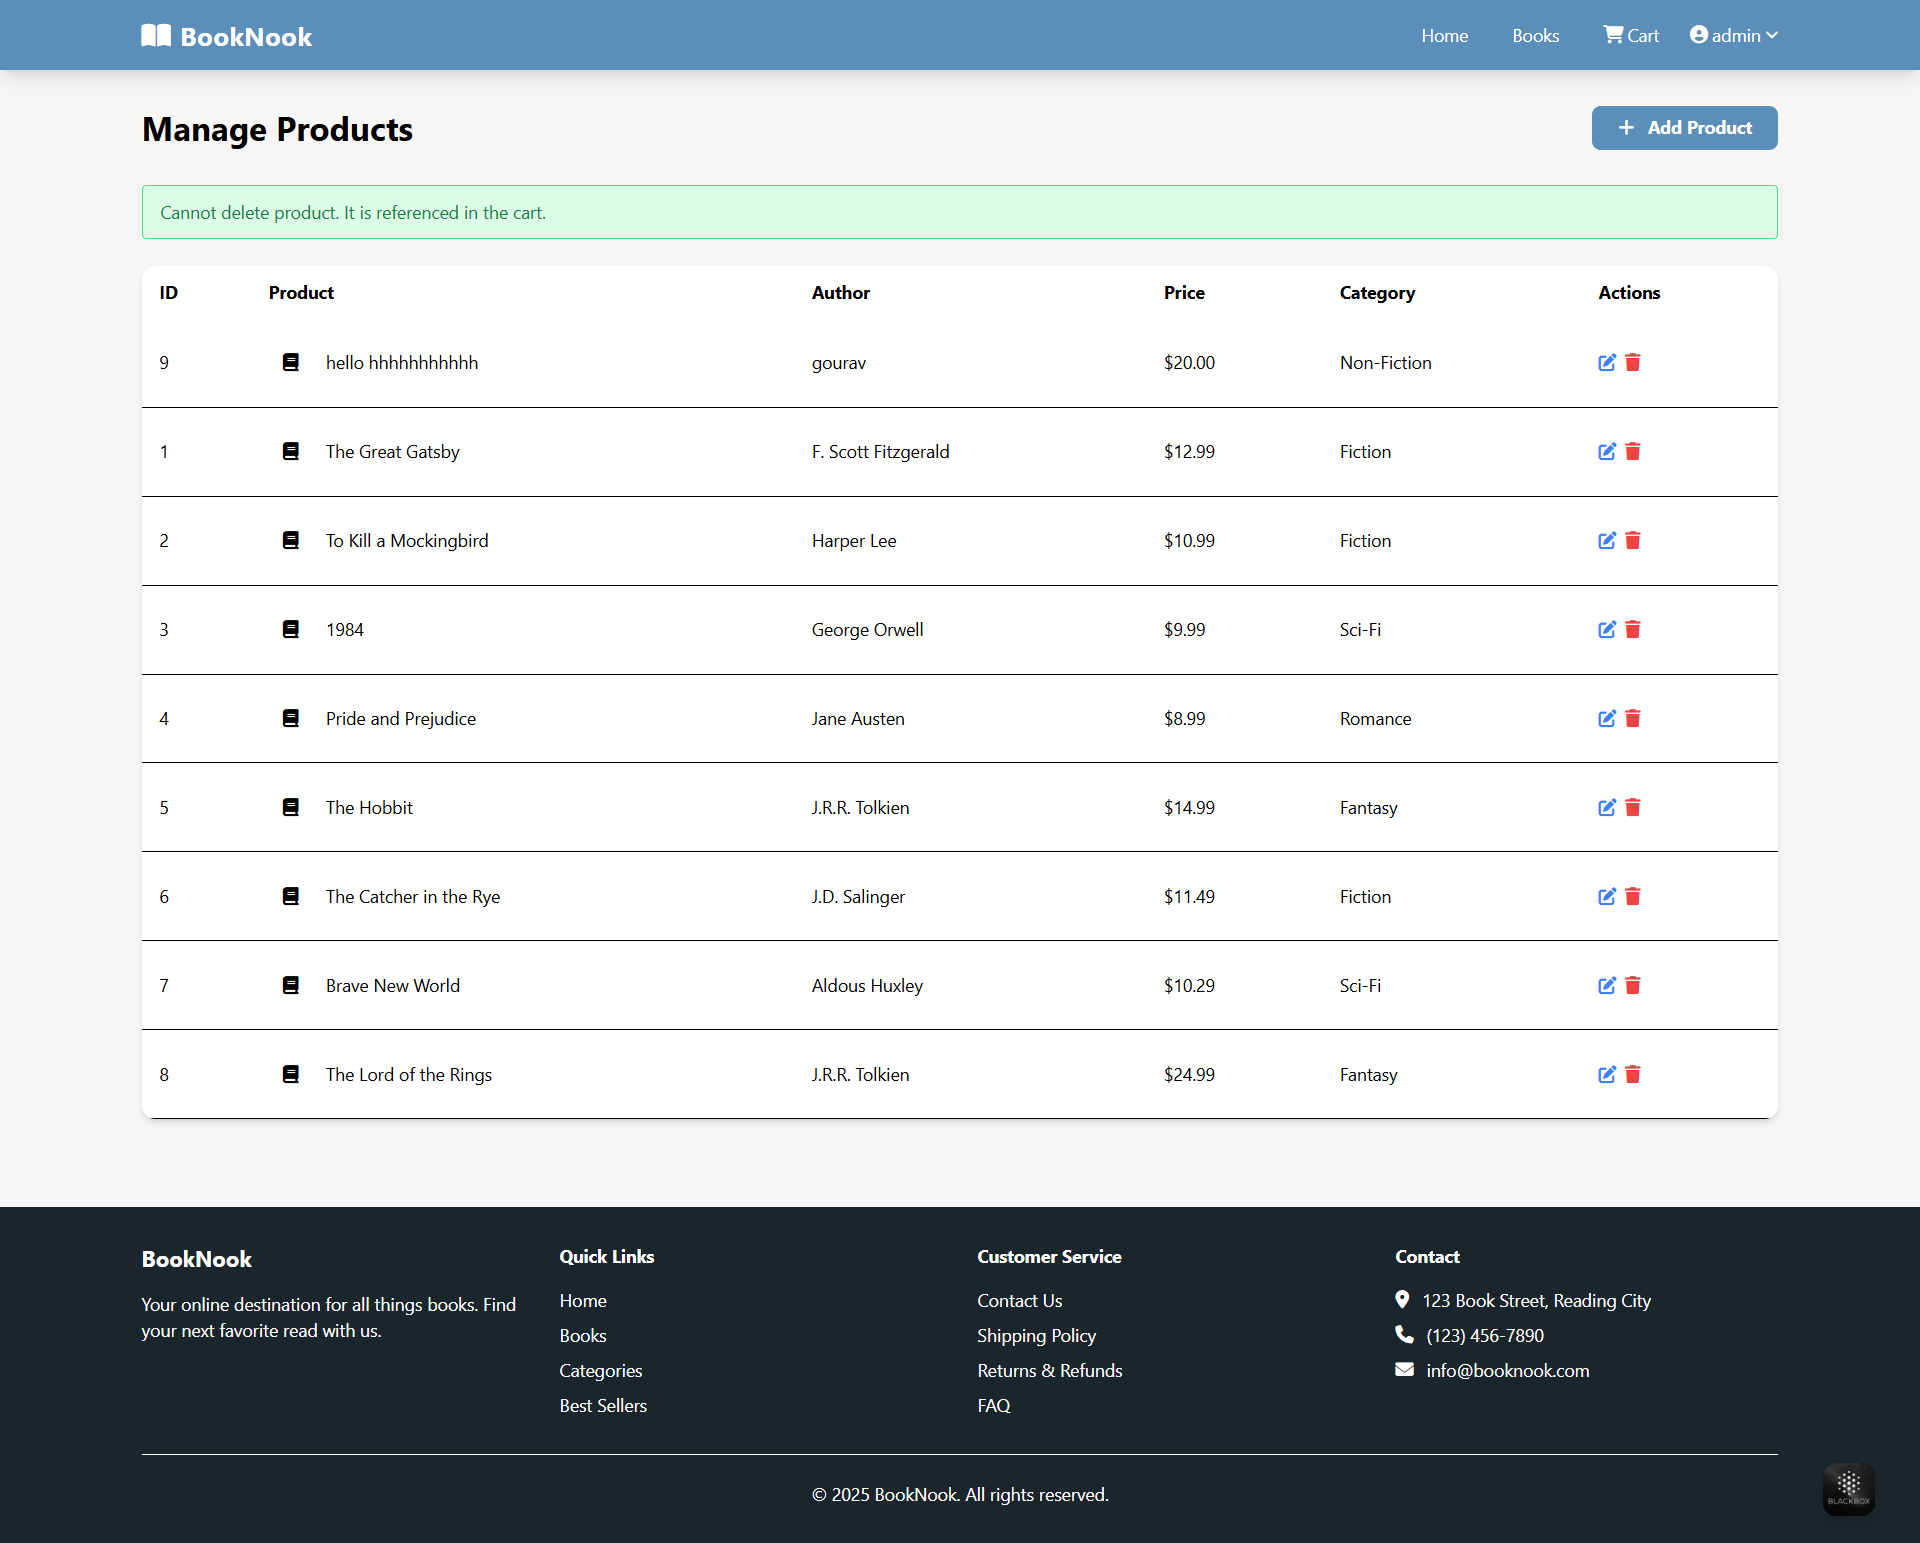 BookNook
Home Books Cart admin
Manage Products
Add Product
Cannot delete product. It is referenced in the cart.
ID Product Author Price Category Actions
9 hello hhhhhhhhhhh gourav $20.00 Non-Fiction
1 The Great Gatsby F. Scott Fitzgerald $12.99 Fiction
2 To Kill a Mockingbird Harper Lee $10.99 Fiction
3 1984 George Orwell $9.99 Sci-Fi
4 Pride and Prejudice Jane Austen $8.99 Romance
5 The Hobbit J.R.R. Tolkien $14.99 Fantasy
6 The Catcher in the Rye J.D. Salinger $11.49 Fiction
7 Brave New World Aldous Huxley $10.29 Sci-Fi
8 The Lord of the Rings J.R.R. Tolkien $24.99 Fantasy
BookNook
Your online destination for all things books. Find
your next favorite read with us.
Quick Links
Home
Books
Categories
Best Sellers
Customer Service
Contact Us
Shipping Policy
Returns & Refunds
FAQ
Contact
123 Book Street, Reading City
(123) 456-7890
info@booknook.com
© 2025 BookNook. All rights reserved.
BLACKBOX